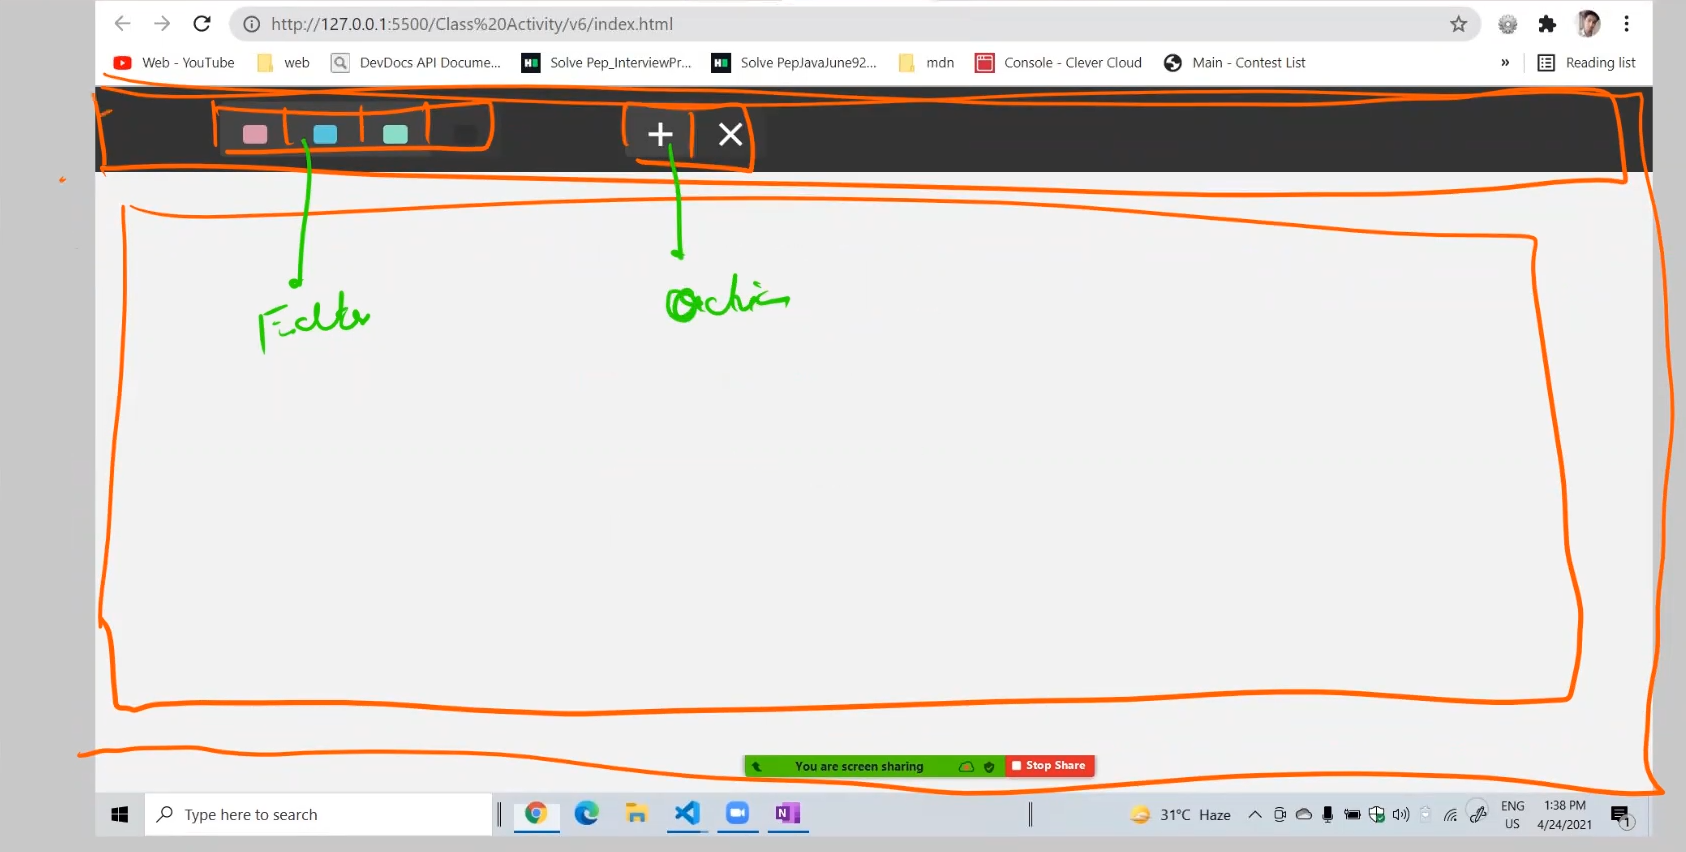 http://127.0.0.1:5500/Class%20Activity/v6/index.html
Web - YouTube web DevDocs API Docume... Solve Pep_InterviewPr... Solve PepJavaJune92... mdn Console - Clever Cloud Main - Contest List » Reading list
You are screen sharing Stop Share
Type here to search
31°C Haze
ENG
US
1:38 PM
4/24/2021
1